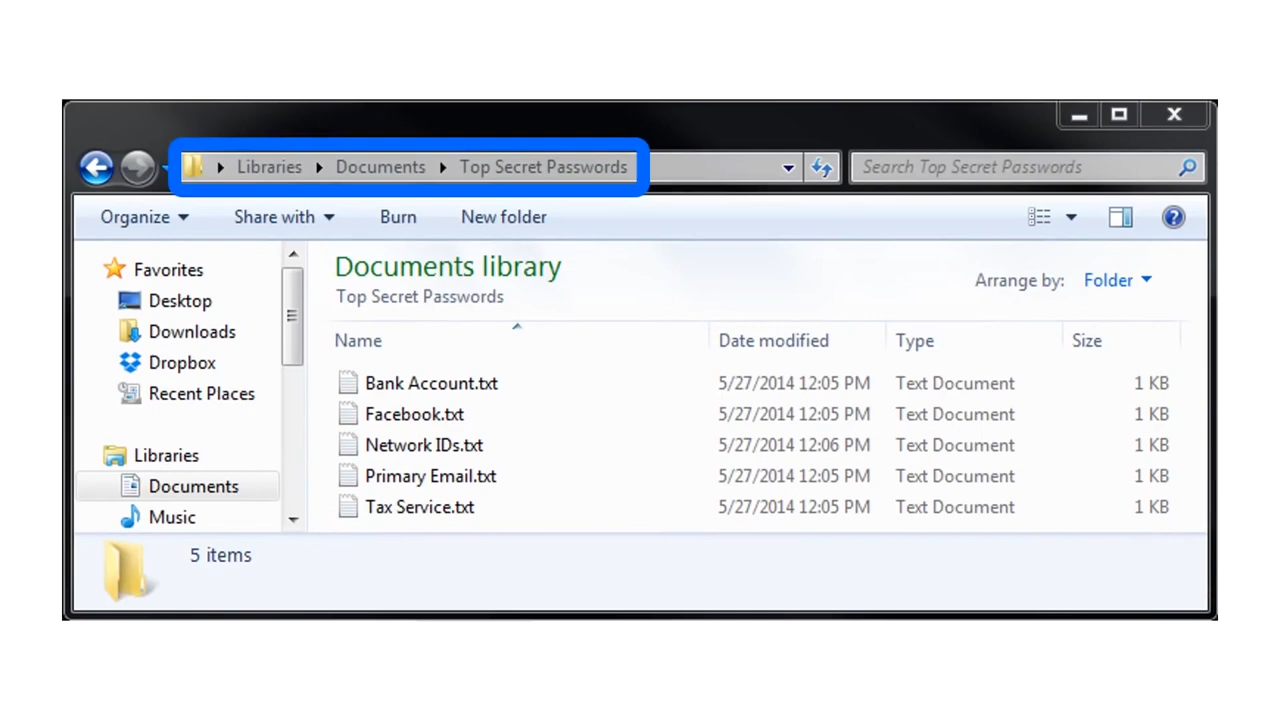 Libraries Documents Top Secret Passwords Search Top Secret Passwords
Organize Share with Burn New folder
Favorites
Desktop
Downloads
Dropbox
Recent Places
Libraries
Documents
Music
Documents library
Top Secret Passwords
Arrange by: Folder
Name Date modified Type Size
Bank Account.txt 5/27/2014 12:05 PM Text Document 1 KB
Facebook.txt 5/27/2014 12:05 PM Text Document 1 KB
Network IDs.txt 5/27/2014 12:06 PM Text Document 1 KB
Primary Email.txt 5/27/2014 12:05 PM Text Document 1 KB
Tax Service.txt 5/27/2014 12:05 PM Text Document 1 KB
5 items